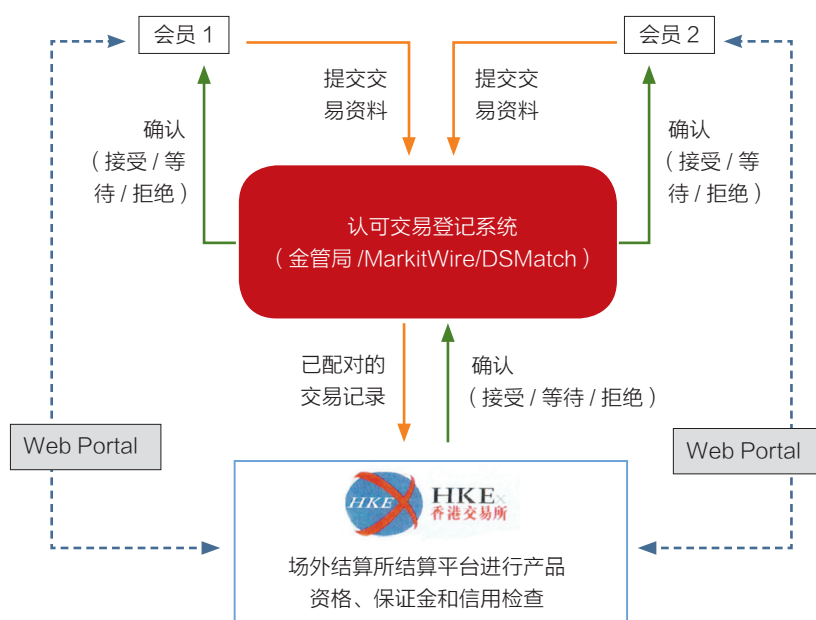 会员 1
会员 2
提交交
易资料
提交交
易资料
确认
（接受 / 等
待 / 拒绝）
确认
（接受 / 等
待 / 拒绝）
认可交易登记系统
（金管局 /MarkitWire/DSMatch）
已配对的
交易记录
确认
（接受 / 等待 / 拒绝）
Web Portal
Web Portal
HKEx
HKEx
香港交易所
场外结算所结算平台进行产品
资格、保证金和信用检查